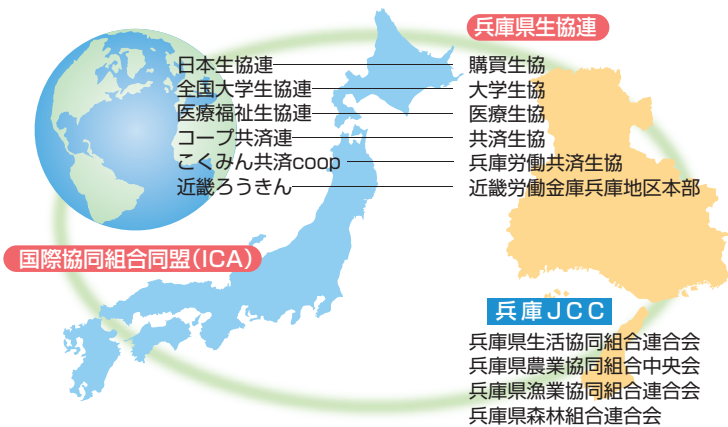 兵庫県生協連
日本生協連 購買生協
全国大学生協連 大学生協
医療福祉生協連 医療生協
コープ共済連 共済生協
こくみん共済coop 兵庫労働共済生協
近畿ろうきん 近畿労働金庫兵庫地区本部
国際協同組合同盟(ICA)
兵庫JCC
兵庫県生活協同組合連合会
兵庫県農業協同組合中央会
兵庫県漁業協同組合連合会
兵庫県森林組合連合会